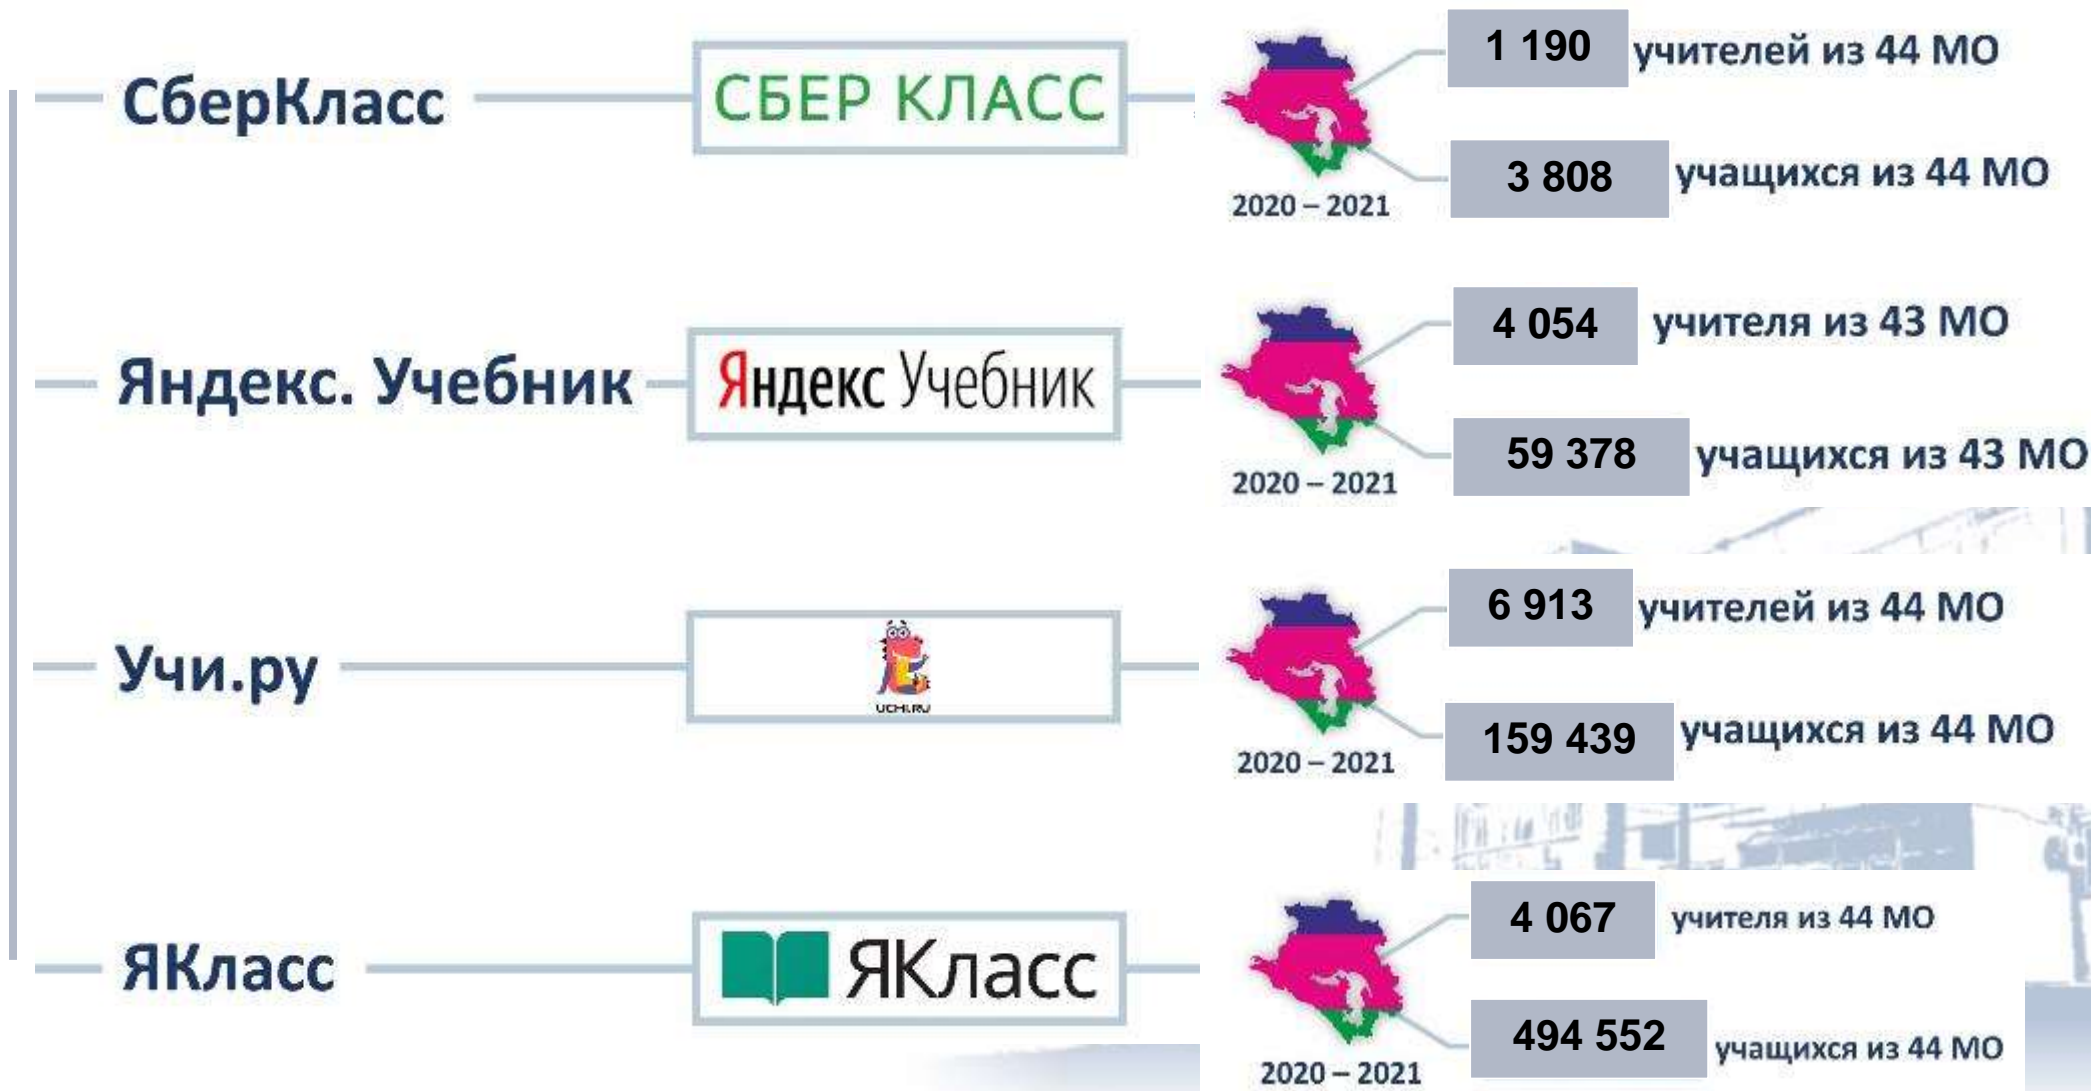 СберКласс
СБЕР КЛАСС
1 190 учителей из 44 МО
3 808 учащихся из 44 МО
2020 – 2021
Яндекс. Учебник
Яндекс Учебник
4 054 учителя из 43 МО
59 378 учащихся из 43 МО
2020 – 2021
Учи.ру
UCHI.RU
6 913 учителей из 44 МО
159 439 учащихся из 44 МО
2020 – 2021
ЯКласс
ЯКласс
4 067 учителя из 44 МО
494 552 учащихся из 44 МО
2020 – 2021